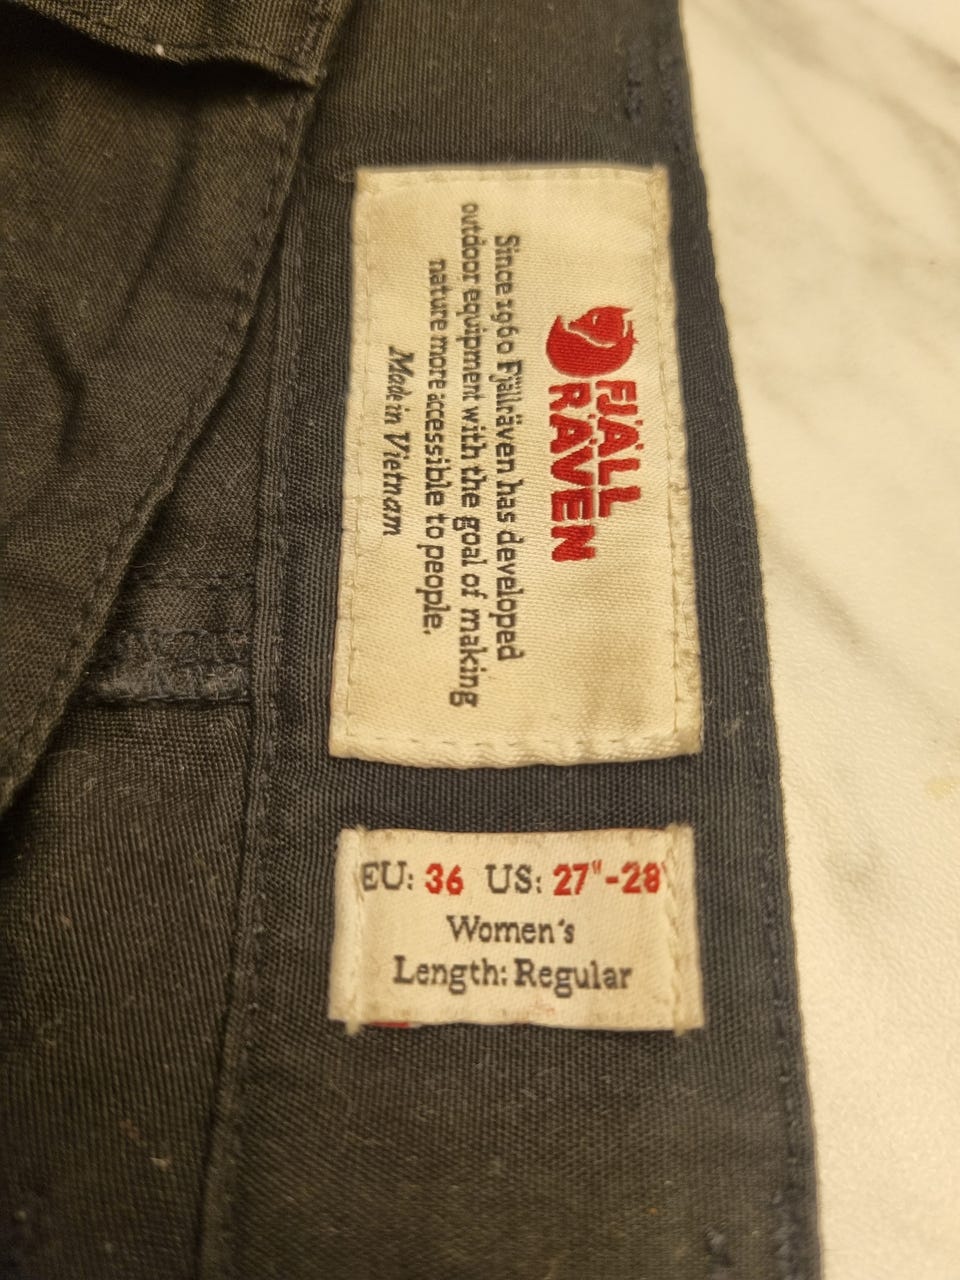 FJÄLL
RÄVEN
Since 1960 Fjällräven has developed
outdoor equipment with the goal of making
nature more accessible to people.
Made in Vietnam
EU: 36 US: 27"-28"
Women's
Length: Regular